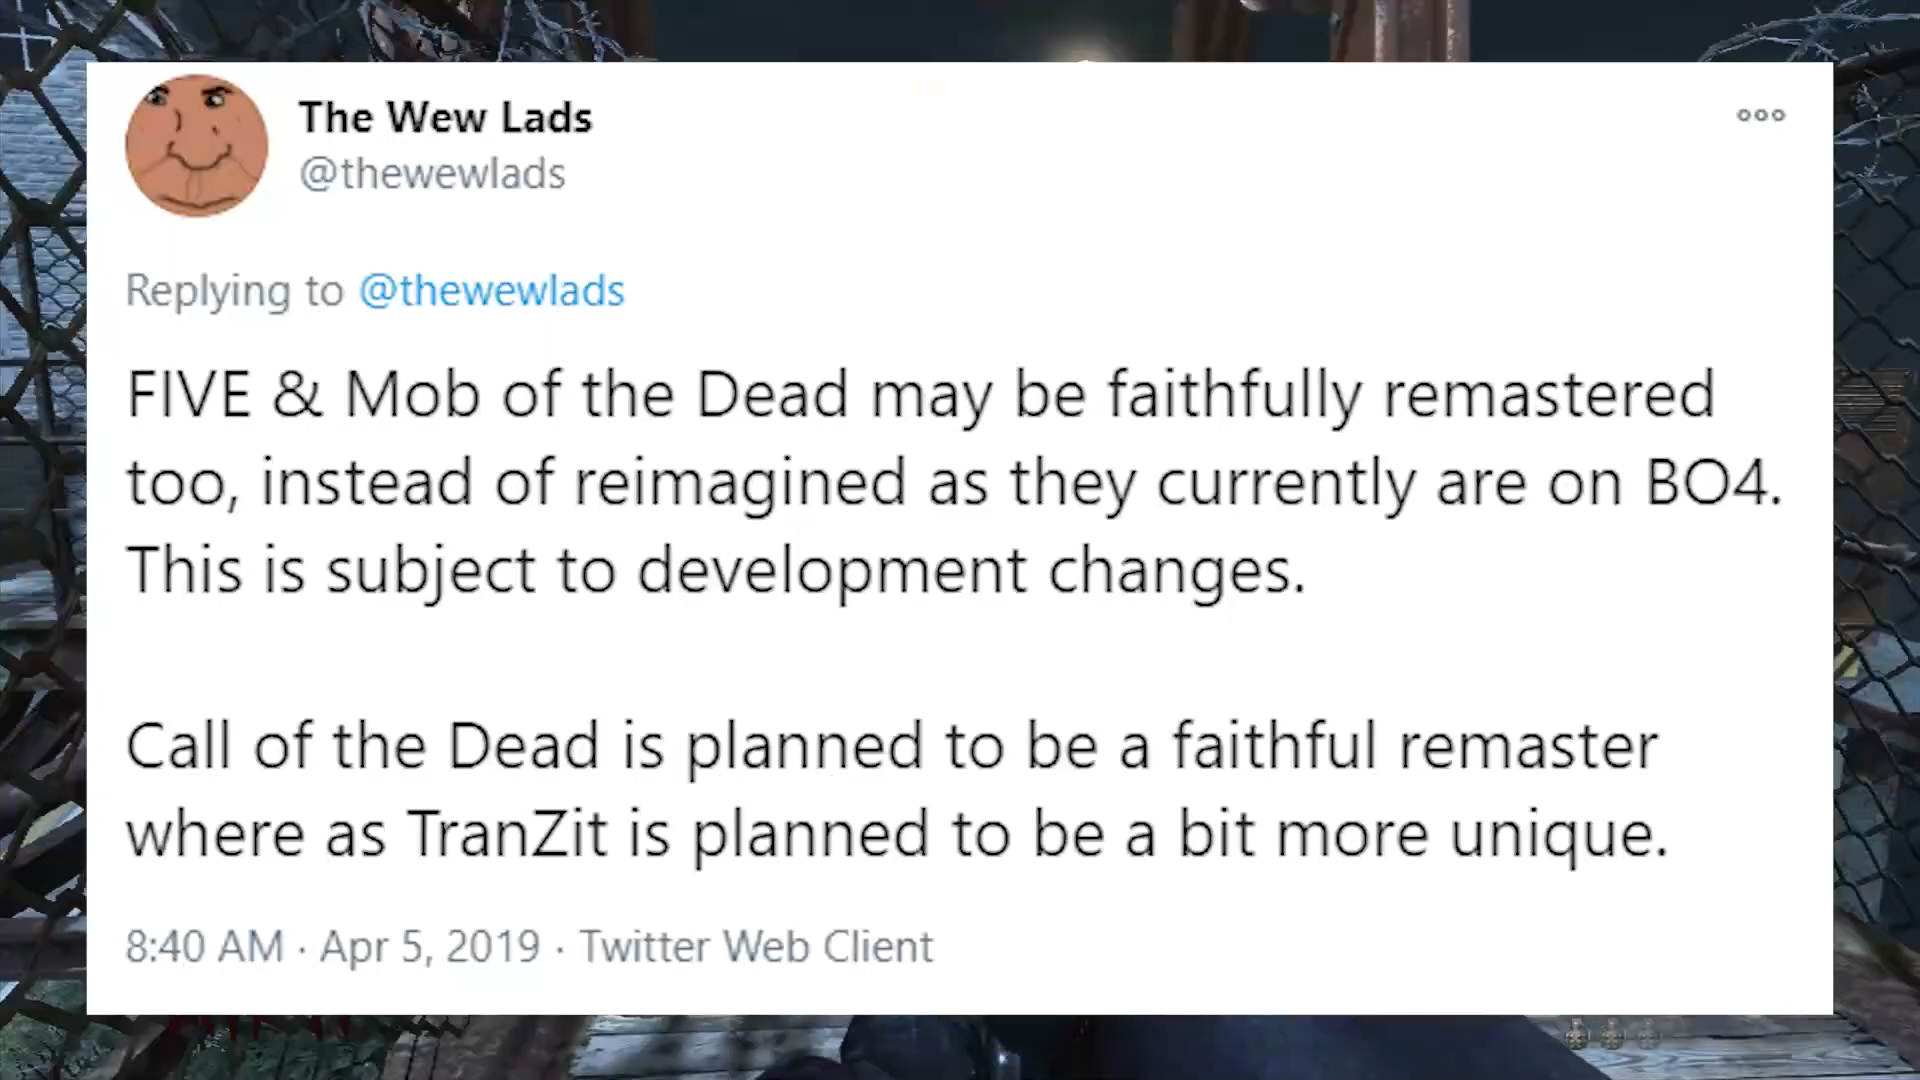 The Wew Lads
@thewewlads
Replying to @thewewlads
FIVE & Mob of the Dead may be faithfully remastered
too, instead of reimagined as they currently are on BO4.
This is subject to development changes.
Call of the Dead is planned to be a faithful remaster
where as TranZit is planned to be a bit more unique.
8:40 AM · Apr 5, 2019 · Twitter Web Client